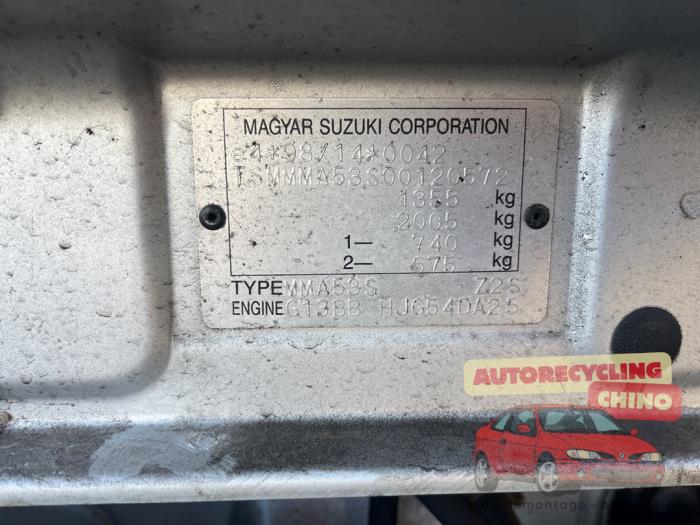 MAGYAR SUZUKI CORPORATION
e4*98/14*0042
TSMMMA53S00120572
1355 kg
2005 kg
1— 740 kg
2— 675 kg
TYPE MMA53S Z2S
ENGINE G13BB HJG54DA25
AUTORECYCLING
CHINO